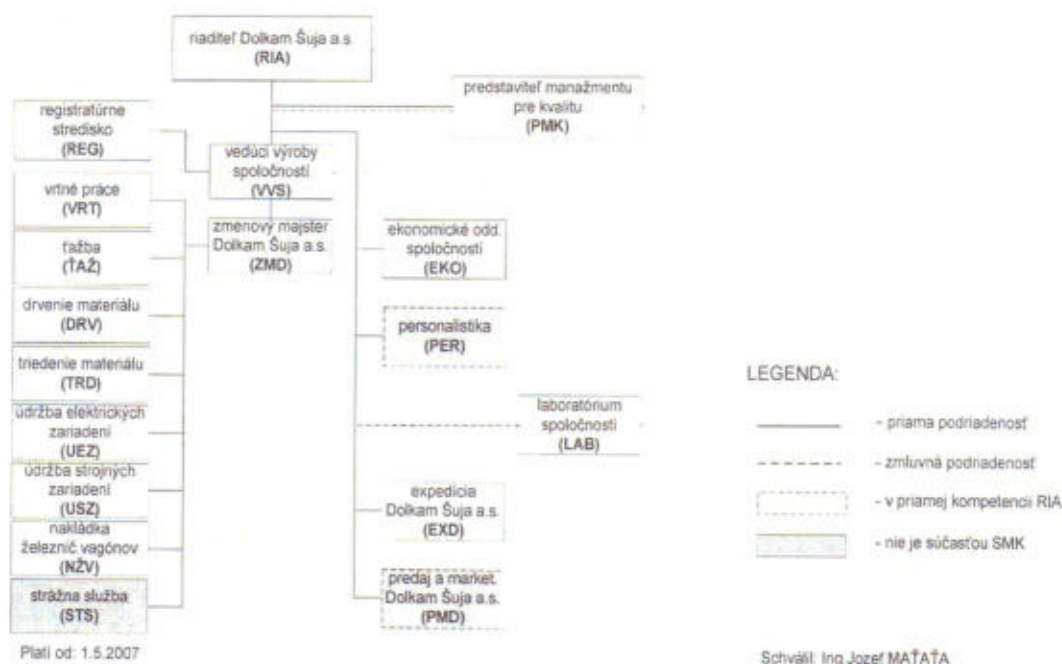 riaditeľ Dolkam Šuja a.s.
(RIA)
predstaviteľ manažmentu
pre kvalitu
(PMK)
registratúrne
stredisko
(REG)
vedúci výroby
spoločnosti
(VVS)
vrtné práce
(VRT)
zmenový majster
Dolkam Šuja a.s.
(ZMD)
ekonomické odd.
spoločnosti
(EKO)
ťažba
(ŤAŽ)
drvenie materiálu
(DRV)
personalistika
(PER)
triedenie materiálu
(TRD)
laboratórium
spoločnosti
(LAB)
údržba elektrických
zariadení
(UEZ)
údržba strojných
zariadení
(USZ)
expedícia
Dolkam Šuja a.s.
(EXD)
nakládka
železnič vagónov
(NŽV)
strážna služba
(STS)
predaj a market.
Dolkam Šuja a.s.
(PMD)
LEGENDA:
- priama podriadenosť
- zmluvná podriadenosť
- v priamej kompetencii RIA
- nie je súčasťou SMK
Platí od: 1.5.2007
Schválil: Ing Jozef MAŤAŤA